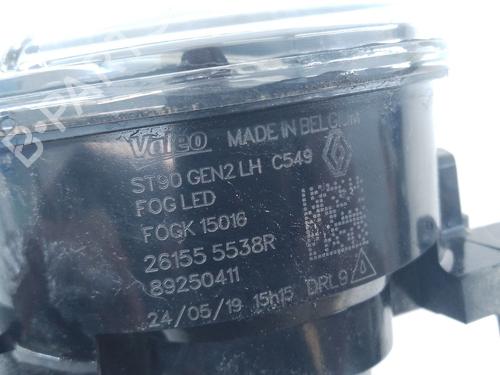 Valeo MADE IN BELGIUM
ST90 GEN2 LH C549
FOG LED
FOGK 15016
26155 5538R
89250411
24/05/19 15h15 DRL9
B-PARTS